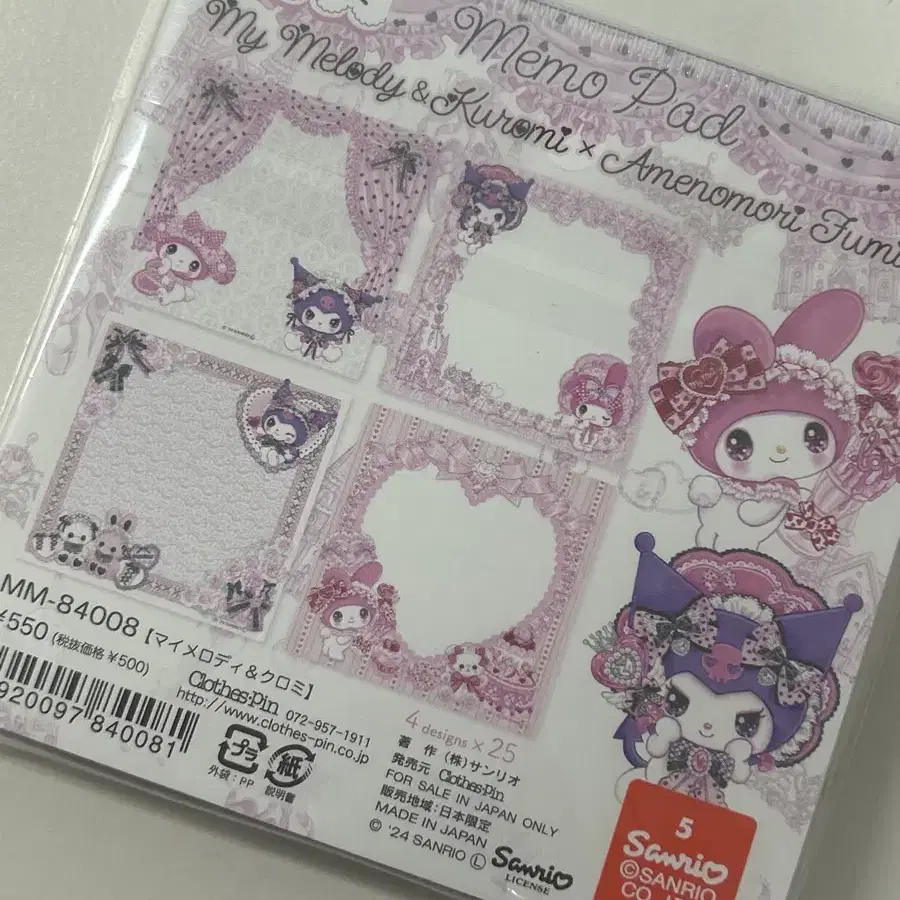 Memo Pad
My Melody & Kuromi × Amenomori Fumi
MM-84008【マイメロディ&クロミ】
¥550 (税抜価格 ¥500)
Clothes-Pin 072-957-1911
http://www.clothes-pin.co.jp
920097 840081
プラ
外袋:PP
紙
説明書
4 designs × 25
著 作 (株)サンリオ
発売元 Clothes-Pin
FOR SALE IN JAPAN ONLY
販売地域:日本限定
MADE IN JAPAN
© '24 SANRIO Ⓛ
Sanrio
LICENSE
5
Sanrio
©SANRIO